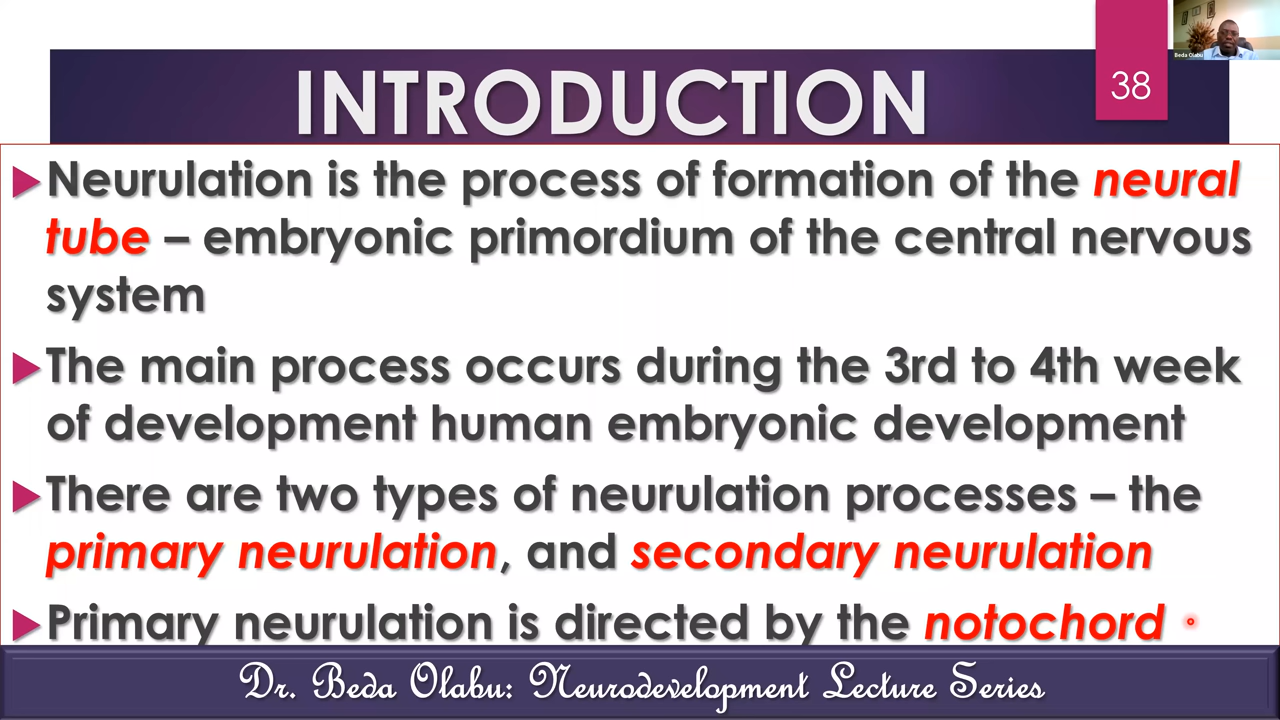 Beda Olabu
38
INTRODUCTION
Neurulation is the process of formation of the neural
tube – embryonic primordium of the central nervous
system
The main process occurs during the 3rd to 4th week
of development human embryonic development
There are two types of neurulation processes – the
primary neurulation, and secondary neurulation
Primary neurulation is directed by the notochord
Dr. Beda Olabu: Neurodevelopment Lecture Series